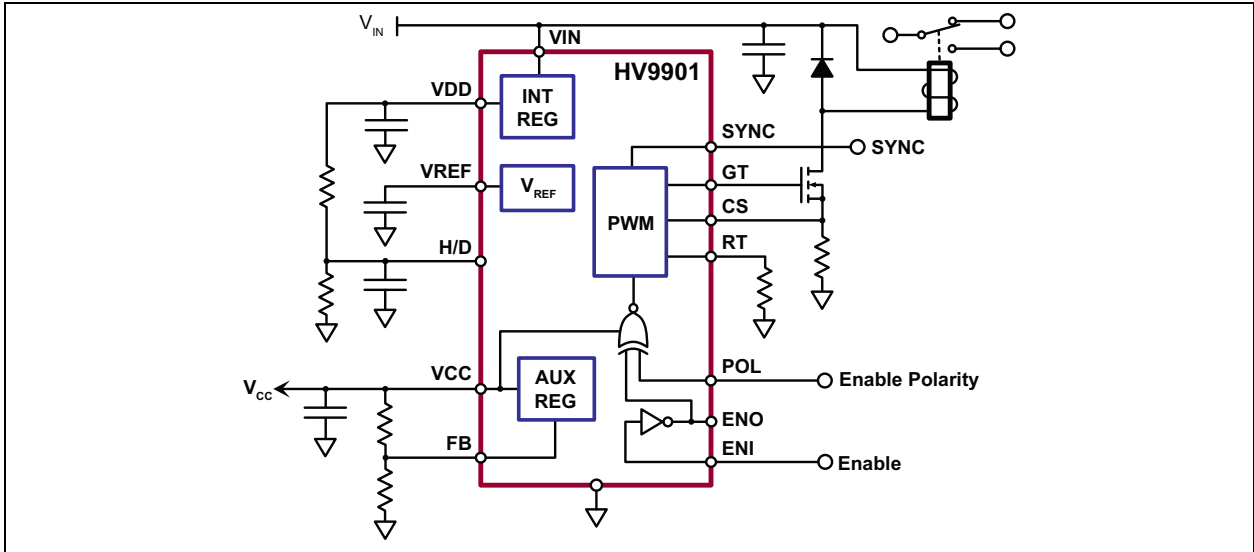 VIN
VIN
HV9901
VDD
INT
REG
SYNC
SYNC
VREF
VREF
GT
CS
PWM
H/D
RT
VCC
VCC
AUX
REG
POL
Enable Polarity
ENO
FB
ENI
Enable